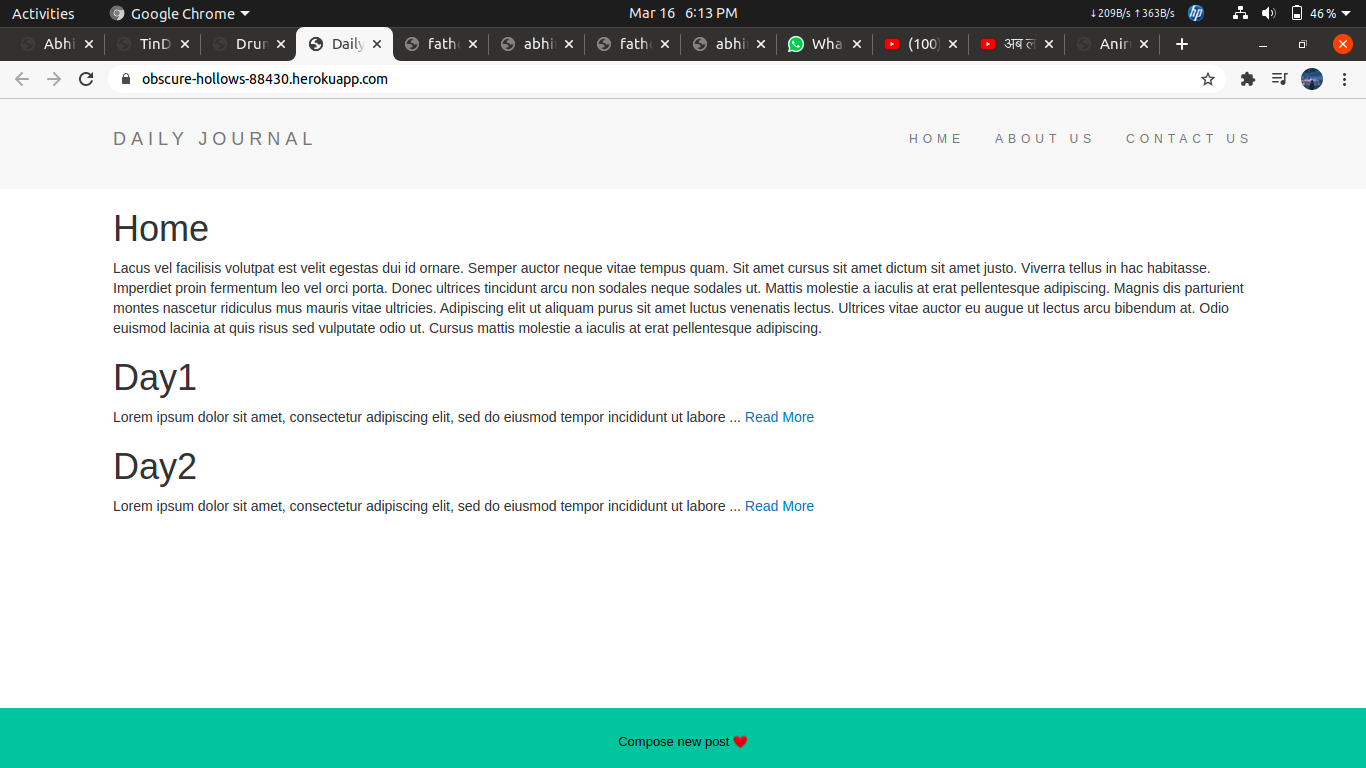 Activities Google Chrome Mar 16 6:13 PM ↓209B/s ↑363B/s hp 46 %
Abhi TinD Drum Daily fath abhi fath abhi Wha (100) अब ल Anir
obscure-hollows-88430.herokuapp.com
DAILY JOURNAL HOME ABOUT US CONTACT US
Home
Lacus vel facilisis volutpat est velit egestas dui id ornare. Semper auctor neque vitae tempus quam. Sit amet cursus sit amet dictum sit amet justo. Viverra tellus in hac habitasse.
Imperdiet proin fermentum leo vel orci porta. Donec ultrices tincidunt arcu non sodales neque sodales ut. Mattis molestie a iaculis at erat pellentesque adipiscing. Magnis dis parturient
montes nascetur ridiculus mus mauris vitae ultricies. Adipiscing elit ut aliquam purus sit amet luctus venenatis lectus. Ultrices vitae auctor eu augue ut lectus arcu bibendum at. Odio
euismod lacinia at quis risus sed vulputate odio ut. Cursus mattis molestie a iaculis at erat pellentesque adipiscing.
Day1
Lorem ipsum dolor sit amet, consectetur adipiscing elit, sed do eiusmod tempor incididunt ut labore ... Read More
Day2
Lorem ipsum dolor sit amet, consectetur adipiscing elit, sed do eiusmod tempor incididunt ut labore ... Read More
Compose new post ❤️